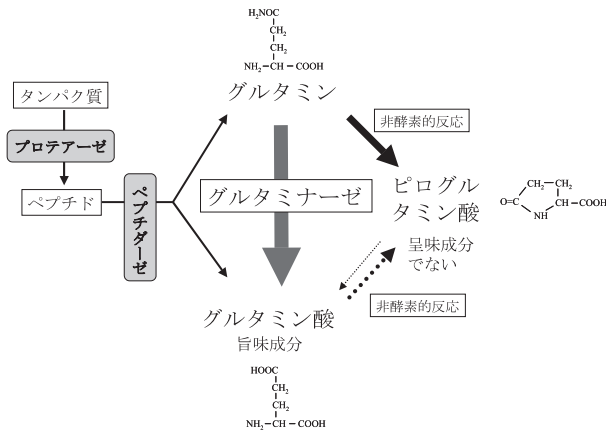 H₂NOC
CH₂
CH₂
NH₂－CH－COOH
グルタミン
タンパク質
プロテアーゼ
ペプチド
ペプチダーゼ
グルタミナーゼ
非酵素的反応
ピログル
タミン酸
呈味成分
でない
CH₂－CH₂
O=C
CH－COOH
NH
非酵素的反応
グルタミン酸
旨味成分
HOOC
CH₂
CH₂
NH₂－CH－COOH